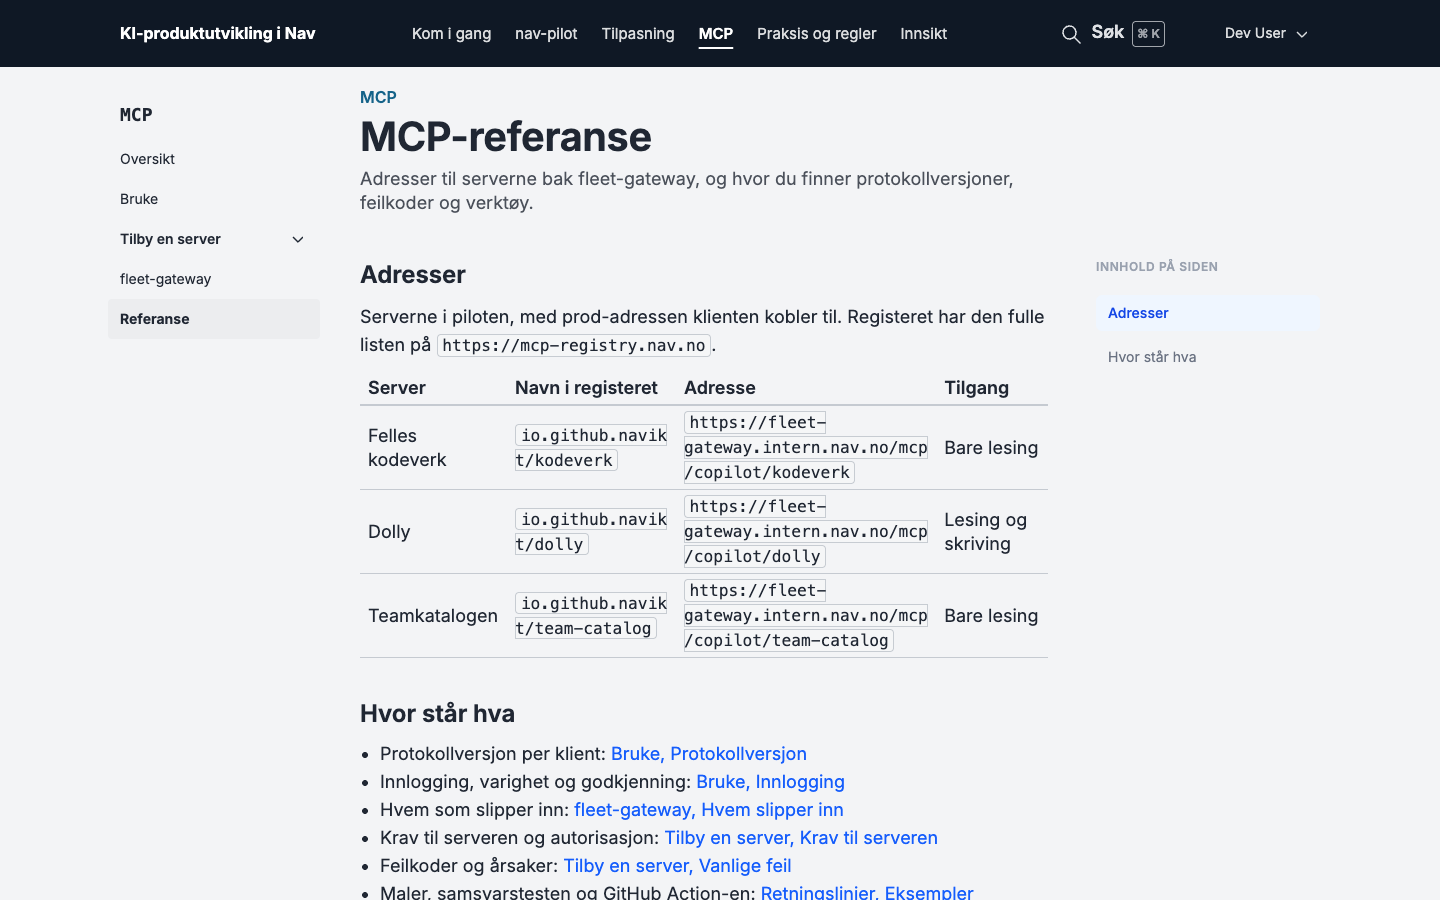 KI-produktutvikling i Nav
Kom i gang
nav-pilot
Tilpasning
MCP
Praksis og regler
Innsikt
Søk
⌘ K
Dev User
MCP
Oversikt
Bruke
Tilby en server
fleet-gateway
Referanse
MCP
MCP-referanse
Adresser til serverne bak fleet-gateway, og hvor du finner protokollversjoner,
feilkoder og verktøy.
Adresser
Serverne i piloten, med prod-adressen klienten kobler til. Registeret har den fulle
listen på https://mcp-registry.nav.no.
Server Navn i registeret Adresse Tilgang
Felles
kodeverk
io.github.navik
t/kodeverk
https://fleet-
gateway.intern.nav.no/mcp
/copilot/kodeverk
Bare lesing
Dolly
io.github.navik
t/dolly
https://fleet-
gateway.intern.nav.no/mcp
/copilot/dolly
Lesing og
skriving
Teamkatalogen
io.github.navik
t/team-catalog
https://fleet-
gateway.intern.nav.no/mcp
/copilot/team-catalog
Bare lesing
Hvor står hva
• Protokollversjon per klient: Bruke, Protokollversjon
• Innlogging, varighet og godkjenning: Bruke, Innlogging
• Hvem som slipper inn: fleet-gateway, Hvem slipper inn
• Krav til serveren og autorisasjon: Tilby en server, Krav til serveren
• Feilkoder og årsaker: Tilby en server, Vanlige feil
• Maler, samsvarstesten og GitHub Action-en: Retningslinjer, Eksempler
INNHOLD PÅ SIDEN
Adresser
Hvor står hva